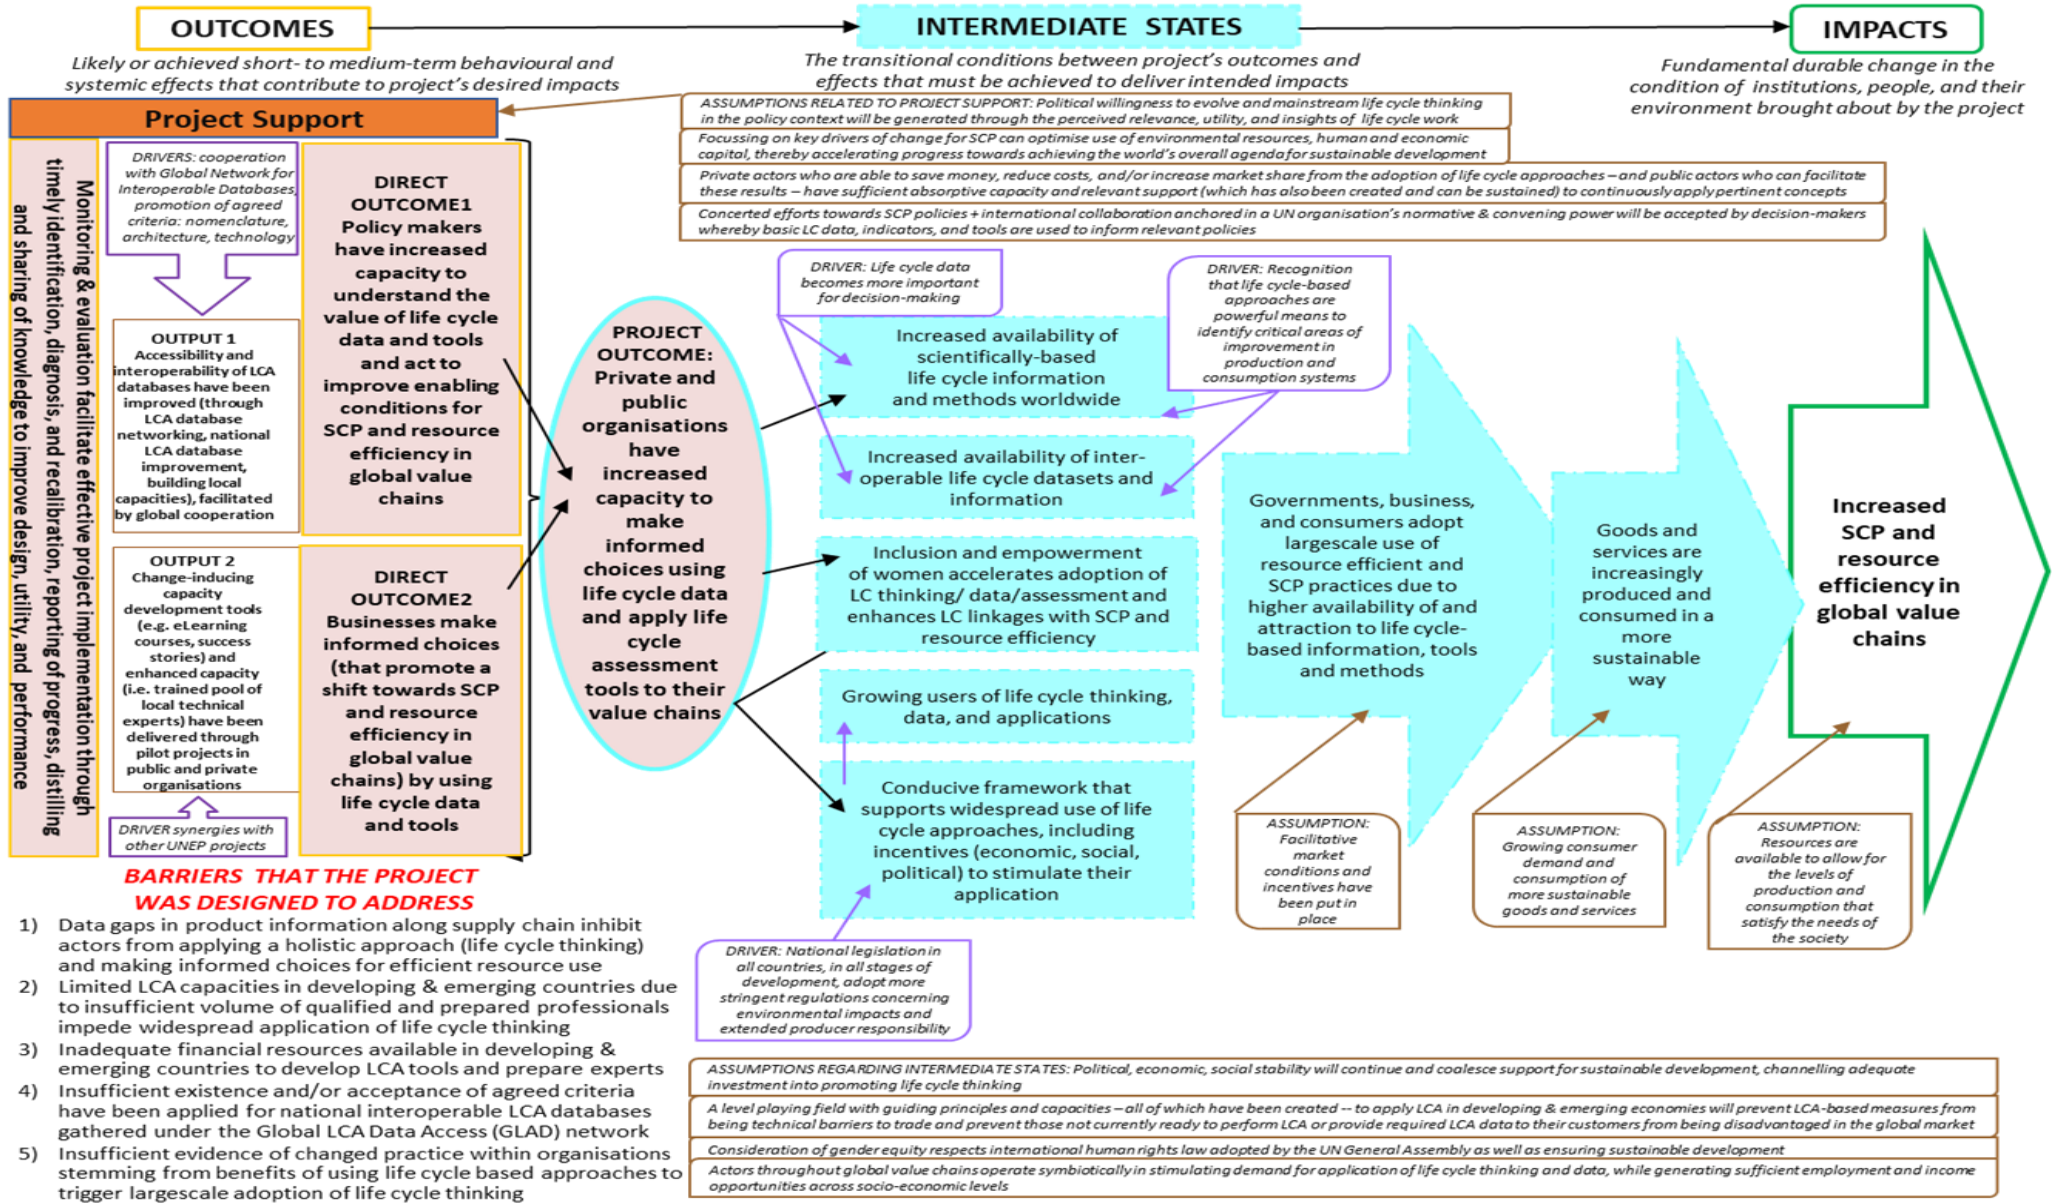 OUTCOMES
INTERMEDIATE STATES
IMPACTS
Likely or achieved short- to medium-term behavioural and
systemic effects that contribute to project's desired impacts
The transitional conditions between project's outcomes and
effects that must be achieved to deliver intended impacts
Fundamental durable change in the
condition of institutions, people, and their
environment brought about by the project
Project Support
ASSUMPTIONS RELATED TO PROJECT SUPPORT: Political willingness to evolve and mainstream life cycle thinking
in the policy context will be generated through the perceived relevance, utility, and insights of life cycle work
Focussing on key drivers of change for SCP can optimise use of environmental resources, human and economic
capital, thereby accelerating progress towards achieving the world's overall agenda for sustainable development
Private actors who are able to save money, reduce costs, and/or increase market share from the adoption of life cycle approaches – and public actors who can facilitate
these results – have sufficient absorptive capacity and relevant support (which has also been created and can be sustained) to continuously apply pertinent concepts
Concerted efforts towards SCP policies + international collaboration anchored in a UN organisation's normative & convening power will be accepted by decision-makers
whereby basic LC data, indicators, and tools are used to inform relevant policies
Monitoring & evaluation facilitate effective project implementation through
timely identification, diagnosis, and recalibration, reporting of progress, distilling
and sharing of knowledge to improve design, utility, and performance
DRIVERS: cooperation
with Global Network for
Interoperable Databases,
promotion of agreed
criteria: nomenclature,
architecture, technology
OUTPUT 1
Accessibility and
interoperability of LCA
databases have been
improved (through
LCA database
networking, national
LCA database
improvement,
building local
capacities), facilitated
by global cooperation
OUTPUT 2
Change-inducing
capacity
development tools
(e.g. eLearning
courses, success
stories) and
enhanced capacity
(i.e. trained pool of
local technical
experts) have been
delivered through
pilot projects in
public and private
organisations
DRIVER synergies with
other UNEP projects
DIRECT
OUTCOME1
Policy makers
have increased
capacity to
understand the
value of life cycle
data and tools
and act to
improve enabling
conditions for
SCP and resource
efficiency in
global value
chains
DIRECT
OUTCOME2
Businesses make
informed choices
(that promote a
shift towards SCP
and resource
efficiency in
global value
chains) by using
life cycle data
and tools
PROJECT
OUTCOME:
Private and
public
organisations
have
increased
capacity to
make
informed
choices using
life cycle data
and apply life
cycle
assessment
tools to their
value chains
DRIVER: Life cycle data
becomes more important
for decision-making
DRIVER: Recognition
that life cycle-based
approaches are
powerful means to
identify critical areas of
improvement in
production and
consumption systems
Increased availability of
scientifically-based
life cycle information
and methods worldwide
Increased availability of inter-
operable life cycle datasets and
information
Inclusion and empowerment
of women accelerates adoption of
LC thinking/ data/assessment and
enhances LC linkages with SCP and
resource efficiency
Growing users of life cycle thinking,
data, and applications
Conducive framework that
supports widespread use of life
cycle approaches, including
incentives (economic, social,
political) to stimulate their
application
DRIVER: National legislation in
all countries, in all stages of
development, adopt more
stringent regulations concerning
environmental impacts and
extended producer responsibility
Governments, business,
and consumers adopt
largescale use of
resource efficient and
SCP practices due to
higher availability of and
attraction to life cycle-
based information, tools
and methods
Goods and
services are
increasingly
produced and
consumed in a
more
sustainable
way
Increased
SCP and
resource
efficiency in
global value
chains
ASSUMPTION:
Facilitative
market
conditions and
incentives have
been put in
place
ASSUMPTION:
Growing consumer
demand and
consumption of
more sustainable
goods and services
ASSUMPTION:
Resources are
available to allow for
the levels of
production and
consumption that
satisfy the needs of
the society
BARRIERS THAT THE PROJECT
WAS DESIGNED TO ADDRESS
1) Data gaps in product information along supply chain inhibit
actors from applying a holistic approach (life cycle thinking)
and making informed choices for efficient resource use
2) Limited LCA capacities in developing & emerging countries due
to insufficient volume of qualified and prepared professionals
impede widespread application of life cycle thinking
3) Inadequate financial resources available in developing &
emerging countries to develop LCA tools and prepare experts
4) Insufficient existence and/or acceptance of agreed criteria
have been applied for national interoperable LCA databases
gathered under the Global LCA Data Access (GLAD) network
5) Insufficient evidence of changed practice within organisations
stemming from benefits of using life cycle based approaches to
trigger largescale adoption of life cycle thinking
ASSUMPTIONS REGARDING INTERMEDIATE STATES: Political, economic, social stability will continue and coalesce support for sustainable development, channelling adequate
investment into promoting life cycle thinking
A level playing field with guiding principles and capacities – all of which have been created -- to apply LCA in developing & emerging economies will prevent LCA-based measures from
being technical barriers to trade and prevent those not currently ready to perform LCA or provide required LCA data to their customers from being disadvantaged in the global market
Consideration of gender equity respects international human rights law adopted by the UN General Assembly as well as ensuring sustainable development
Actors throughout global value chains operate symbiotically in stimulating demand for application of life cycle thinking and data, while generating sufficient employment and income
opportunities across socio-economic levels